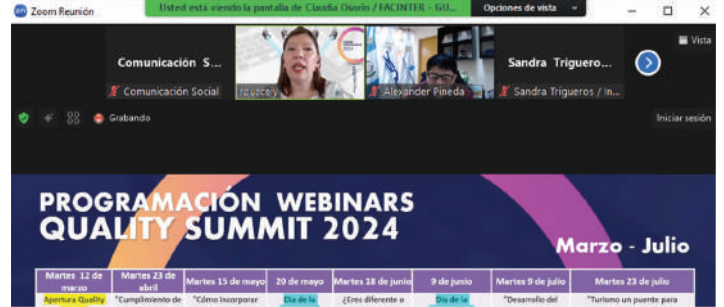 Zoom Reunión
Usted está viendo la pantalla de Claudia Osorio / FACINTER - GU...
Opciones de vista
Vista
Comunicación S...
Sandra Triguero...
Comunicación Social
rouscely
Alexander Pineda
Sandra Trigueros / In...
Grabando
Iniciar sesión
PROGRAMACIÓN WEBINARS
QUALITY SUMMIT 2024
Marzo - Julio
Martes 12 de marzo
Martes 23 de abril
Martes 15 de mayo
20 de mayo
Martes 18 de junio
9 de junio
Martes 9 de julio
Martes 23 de julio
Apertura Quality
"Cumplimiento de
"Cómo incorporar
Día de la
¿Eres diferente o
Día de la
"Desarrollo del
"Turismo un puente para